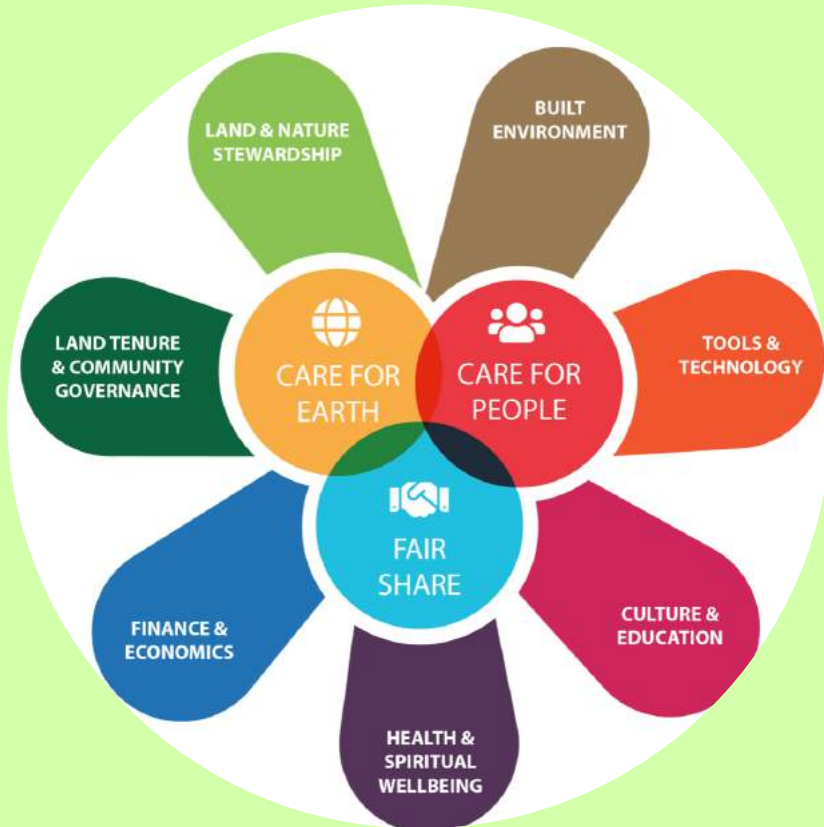 LAND & NATURE
STEWARDSHIP
BUILT
ENVIRONMENT
LAND TENURE
& COMMUNITY
GOVERNANCE
CARE FOR
EARTH
CARE FOR
PEOPLE
TOOLS &
TECHNOLOGY
FAIR
SHARE
FINANCE &
ECONOMICS
CULTURE &
EDUCATION
HEALTH &
SPIRITUAL
WELLBEING